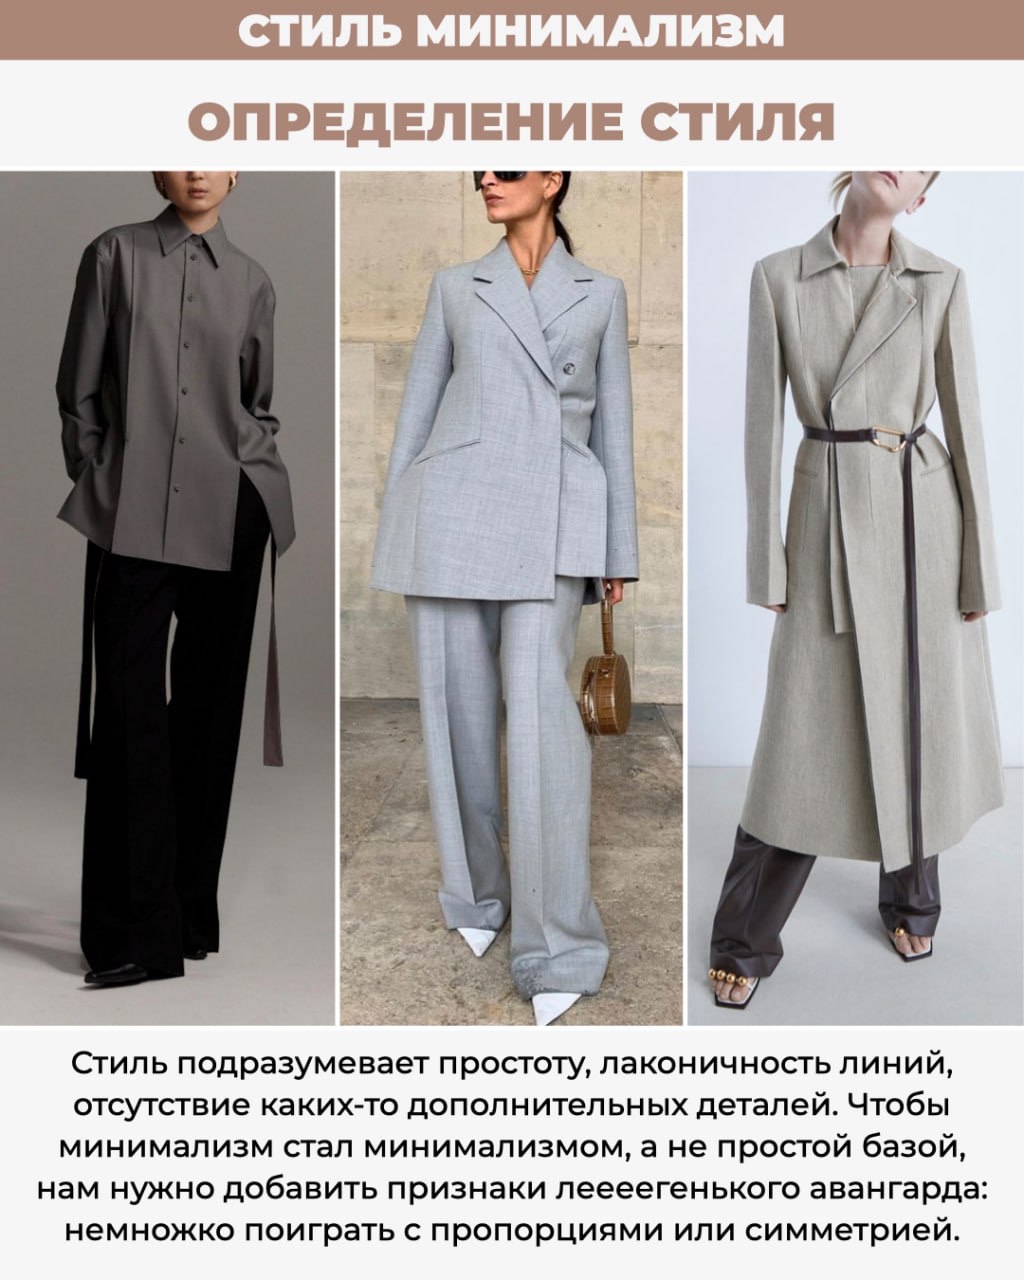 СТИЛЬ МИНИМАЛИЗМ
ОПРЕДЕЛЕНИЕ СТИЛЯ
Стиль подразумевает простоту, лаконичность линий,
отсутствие каких-то дополнительных деталей. Чтобы
минимализм стал минимализмом, а не простой базой,
нам нужно добавить признаки леееегенького авангарда:
немножко поиграть с пропорциями или симметрией.